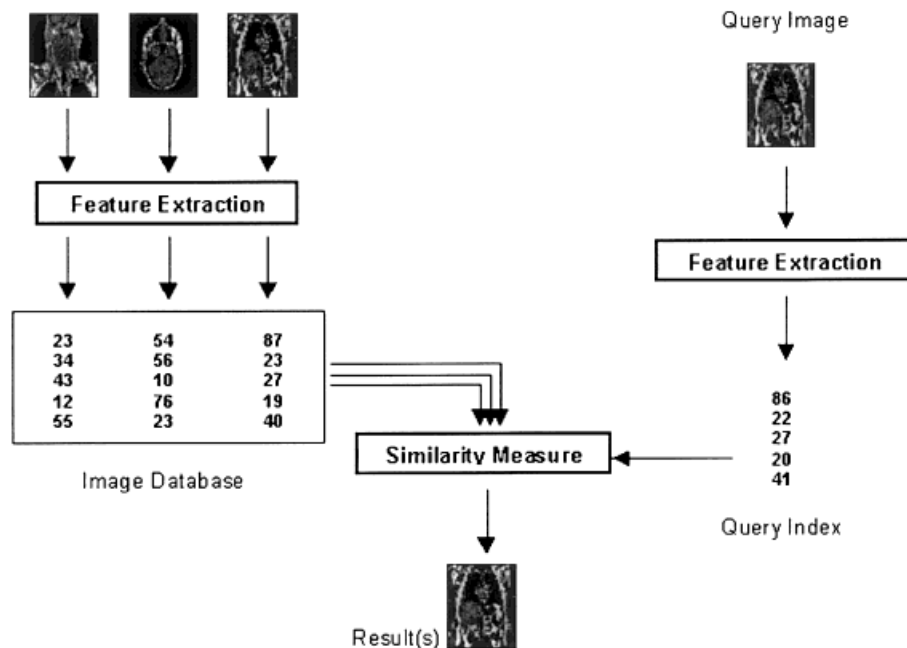 Query Image
Feature Extraction
Feature Extraction
23 54 87
34 56 23
43 10 27
12 76 19
55 23 40
Image Database
86
22
27
20
41
Query Index
Similarity Measure
Result(s)